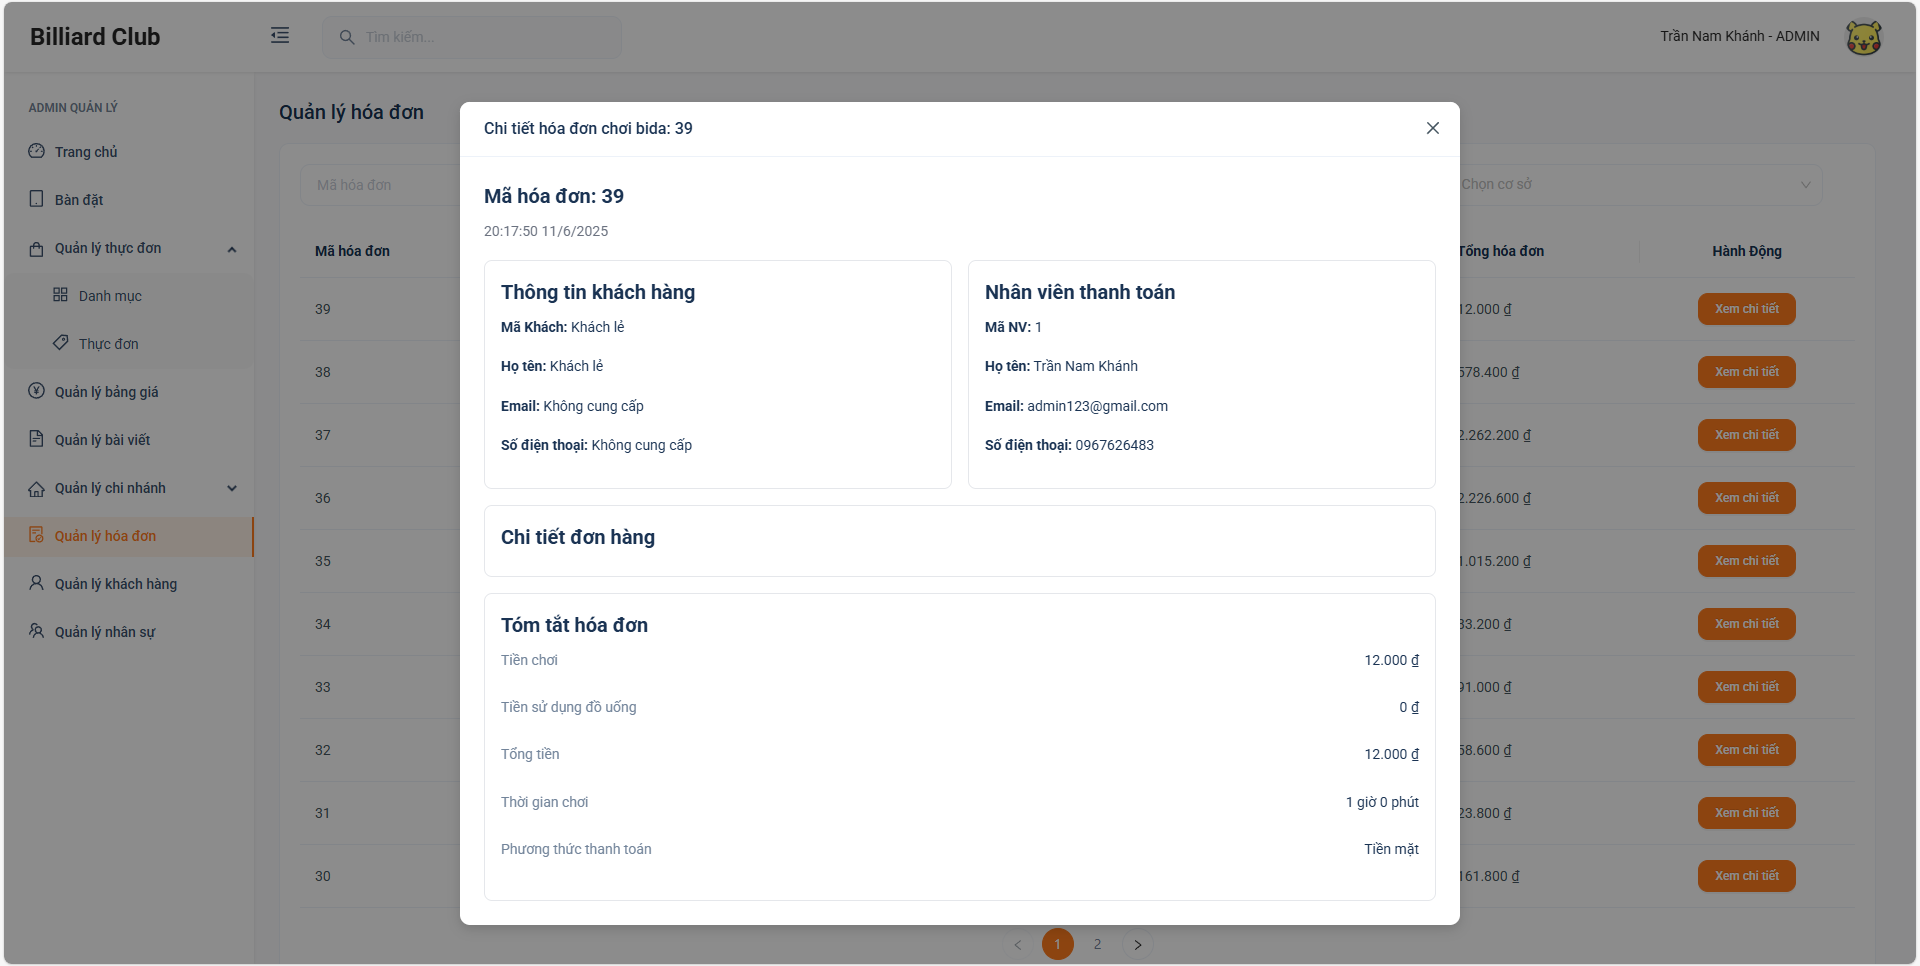 Billiard Club
Tìm kiếm...
Trần Nam Khánh - ADMIN
ADMIN QUẢN LÝ
Trang chủ
Bàn đặt
Quản lý thực đơn
Danh mục
Thực đơn
Quản lý bảng giá
Quản lý bài viết
Quản lý chi nhánh
Quản lý hóa đơn
Quản lý khách hàng
Quản lý nhân sự
Quản lý hóa đơn
Mã hóa đơn
Chọn cơ sở
Mã hóa đơn
Tổng hóa đơn
Hành Động
39
12.000 ₫
Xem chi tiết
38
578.400 ₫
Xem chi tiết
37
2.262.200 ₫
Xem chi tiết
36
2.226.600 ₫
Xem chi tiết
35
1.015.200 ₫
Xem chi tiết
34
83.200 ₫
Xem chi tiết
33
91.000 ₫
Xem chi tiết
32
58.600 ₫
Xem chi tiết
31
23.800 ₫
Xem chi tiết
30
161.800 ₫
Xem chi tiết
1
2
Chi tiết hóa đơn chơi bida: 39
Mã hóa đơn: 39
20:17:50 11/6/2025
Thông tin khách hàng
Mã Khách: Khách lẻ
Họ tên: Khách lẻ
Email: Không cung cấp
Số điện thoại: Không cung cấp
Nhân viên thanh toán
Mã NV: 1
Họ tên: Trần Nam Khánh
Email: admin123@gmail.com
Số điện thoại: 0967626483
Chi tiết đơn hàng
Tóm tắt hóa đơn
Tiền chơi 12.000 ₫
Tiền sử dụng đồ uống 0 ₫
Tổng tiền 12.000 ₫
Thời gian chơi 1 giờ 0 phút
Phương thức thanh toán Tiền mặt